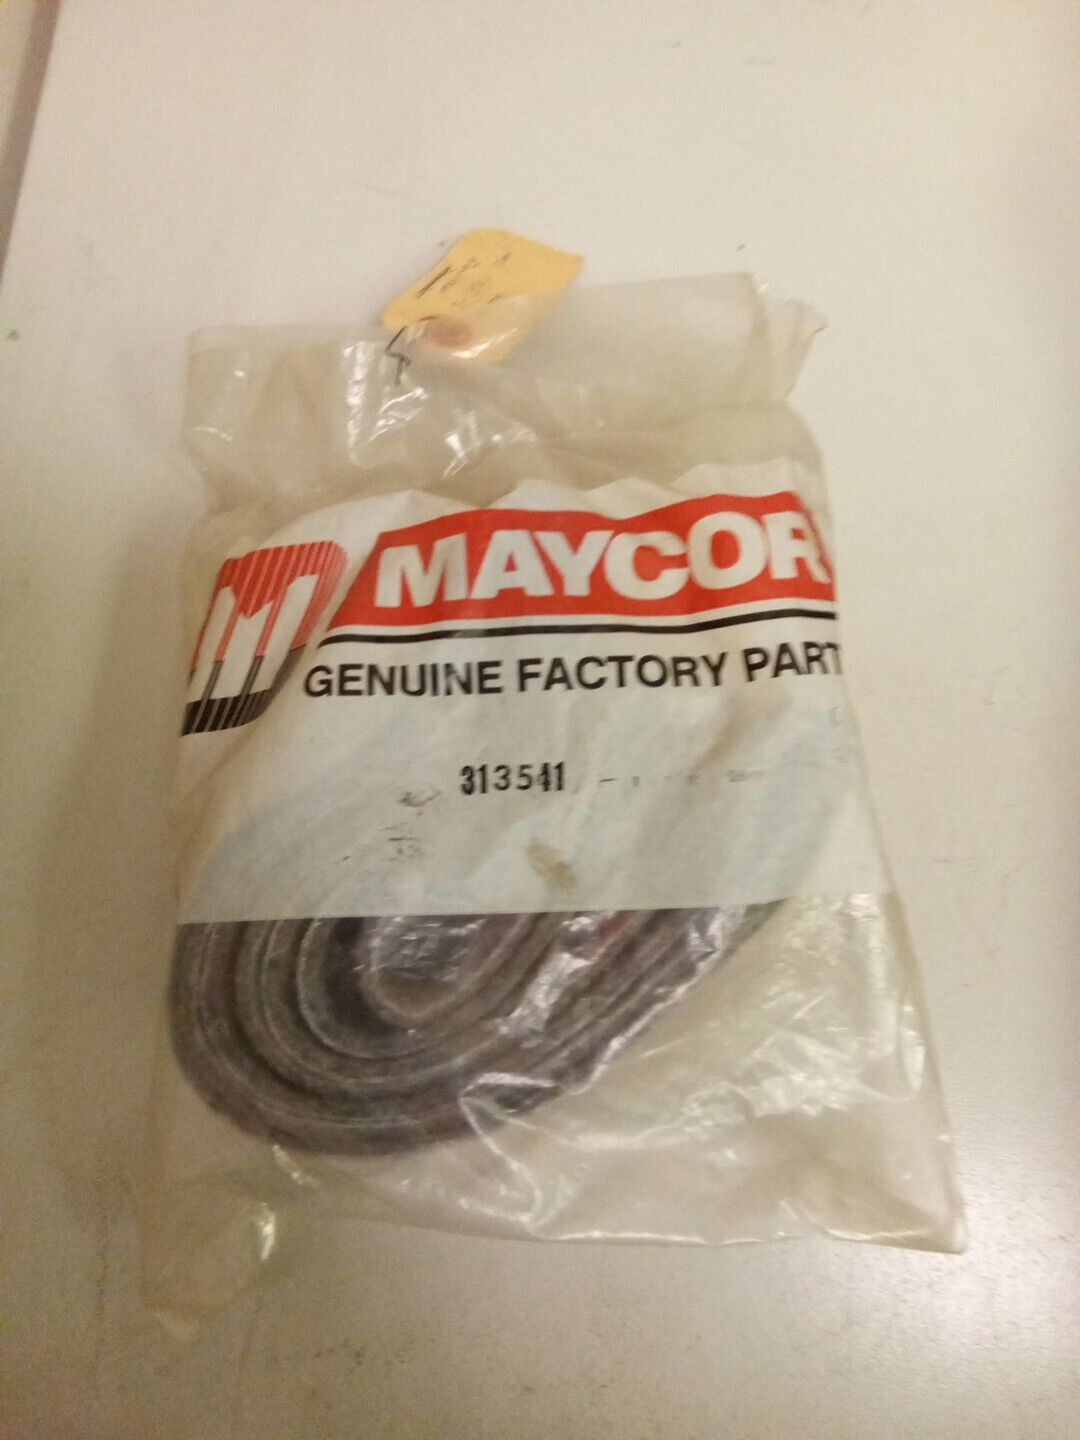 MAYCOR
GENUINE FACTORY PART
313541